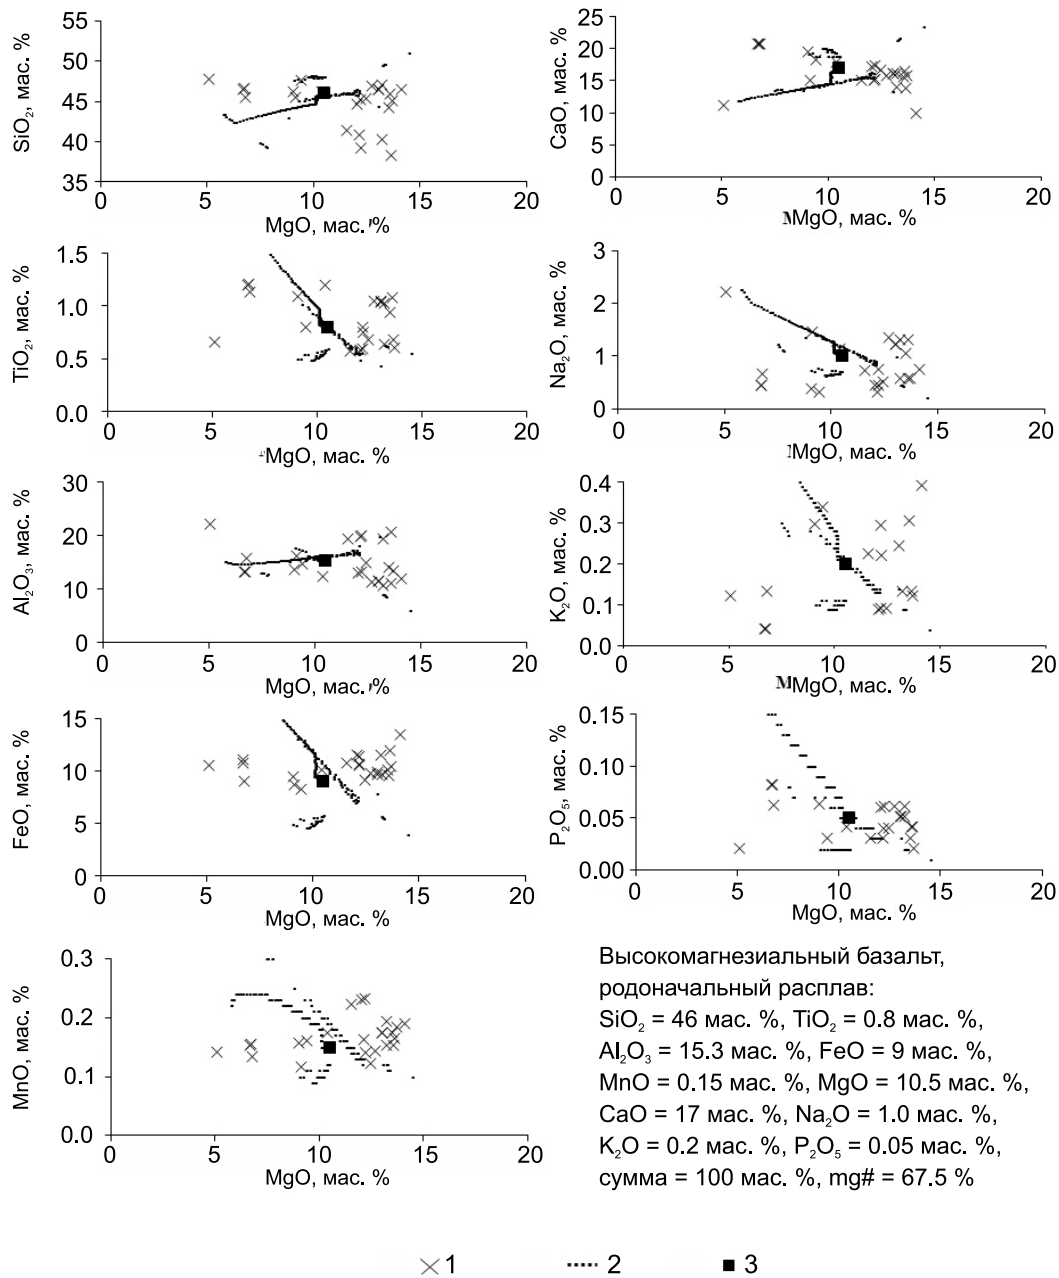 55
50
45
40
35
SiO₂, мас. %
0 5 10 15 20
MgO, мас. %
25
20
15
10
5
0
CaO, мас. %
0 5 10 15 20
MgO, мас. %
1.5
1.0
0.5
0.0
TiO₂, мас. %
0 5 10 15 20
MgO, мас. %
3
2
1
0
Na₂O, мас. %
0 5 10 15 20
MgO, мас. %
30
20
10
0
Al₂O₃, мас. %
0 5 10 15 20
MgO, мас. %
0.4
0.3
0.2
0.1
0.0
K₂O, мас. %
0 5 10 15 20
MgO, мас. %
15
10
5
0
FeO, мас. %
0 5 10 15 20
MgO, мас. %
0.15
0.10
0.05
0.00
P₂O₅, мас. %
0 5 10 15 20
MgO, мас. %
0.3
0.2
0.1
0.0
MnO, мас. %
0 5 10 15 20
MgO, мас. %
Высокомагнезиальный базальт,
родоначальный расплав:
SiO₂ = 46 мас. %, TiO₂ = 0.8 мас. %,
Al₂O₃ = 15.3 мас. %, FeO = 9 мас. %,
MnO = 0.15 мас. %, MgO = 10.5 мас. %,
CaO = 17 мас. %, Na₂O = 1.0 мас. %,
K₂O = 0.2 мас. %, P₂O₅ = 0.05 мас. %,
сумма = 100 мас. %, mg# = 67.5 %
1 2 3